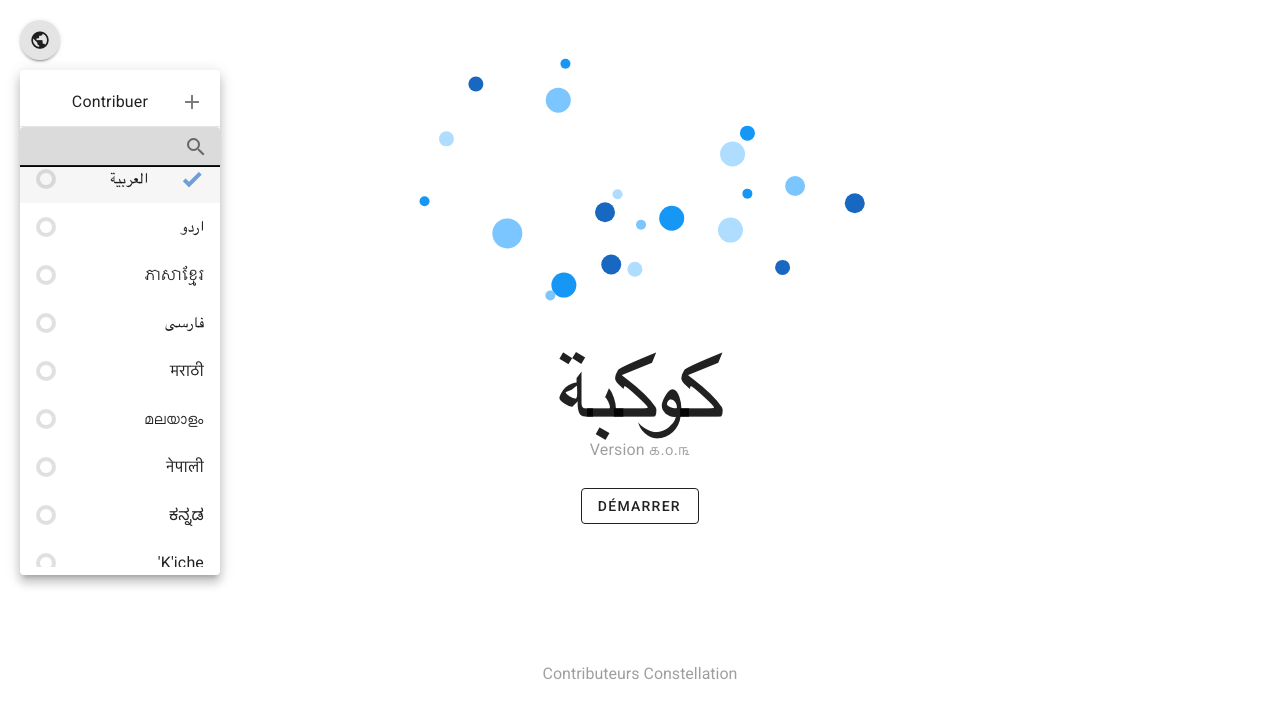 Contribuer
العربية
اردو
ភាសាខ្មែរ
فارسی
मराठी
മലയാളം
नेपाली
ಕನ್ನಡ
'K'iche
كوكبة
Version ௧.௦.௩
DÉMARRER
Contributeurs Constellation